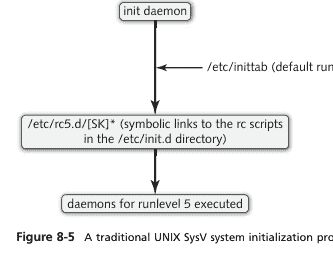 init daemon
/etc/inittab (default run
/etc/rc5.d/[SK]* (symbolic links to the rc scripts
in the /etc/init.d directory)
daemons for runlevel 5 executed
Figure 8-5 A traditional UNIX SysV system initialization pro